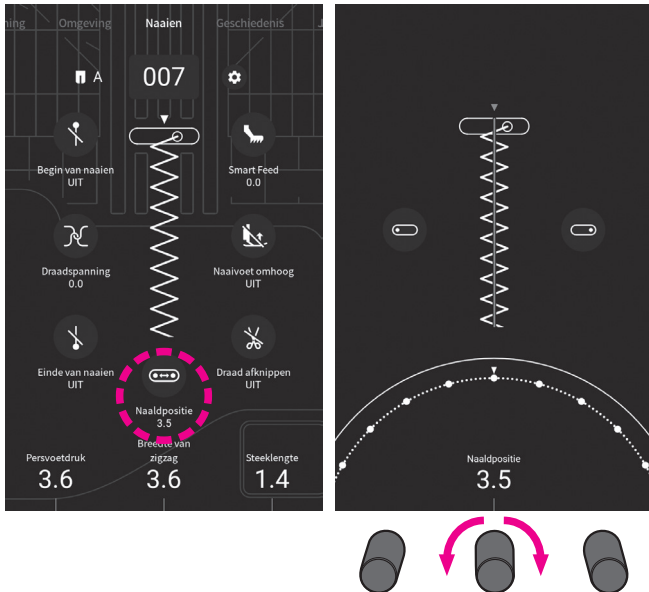 Omgeving Naaien Geschiedenis
A 007
Begin van naaien
UIT
Smart Feed
0.0
Draadspanning
0.0
Naaivoet omhoog
UIT
Einde van naaien
UIT
Draad afknippen
UIT
Naaldpositie
3.5
Persvoetdruk
3.6
Breedte van
zigzag
3.6
Steeklengte
1.4
Naaldpositie
3.5